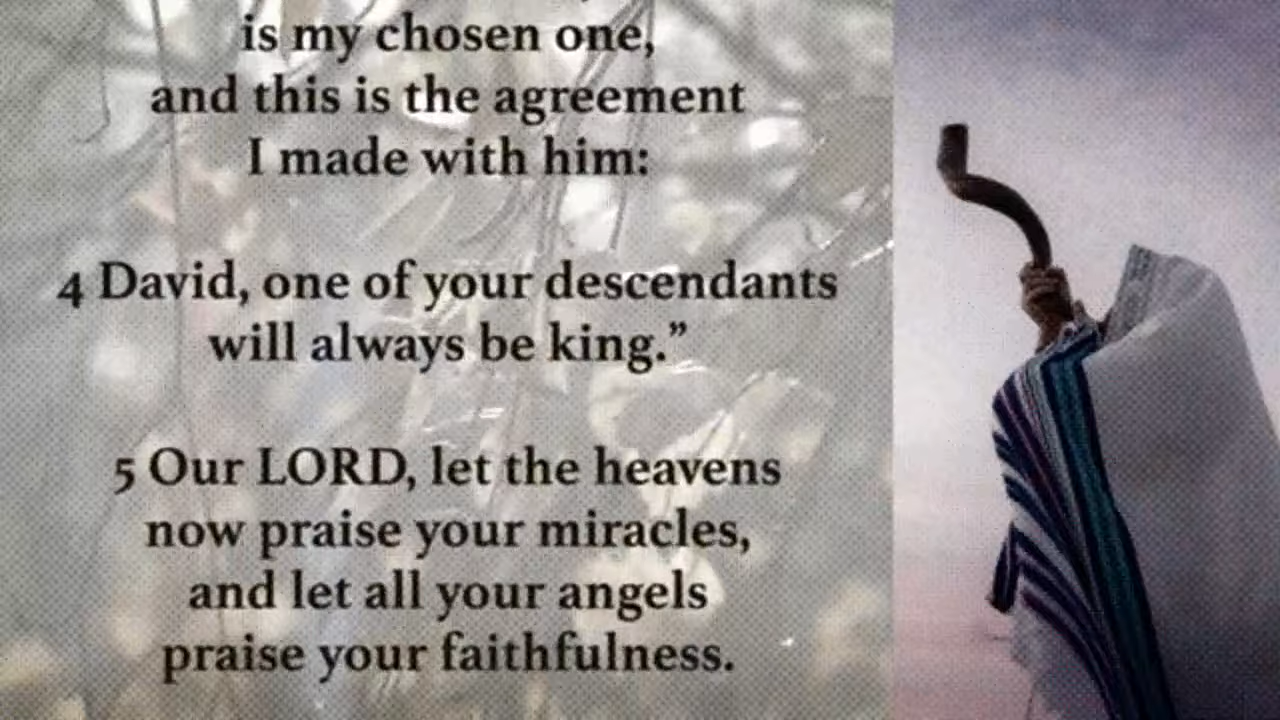 is my chosen one,
and this is the agreement
I made with him:
4 David, one of your descendants
will always be king.”
5 Our LORD, let the heavens
now praise your miracles,
and let all your angels
praise your faithfulness.